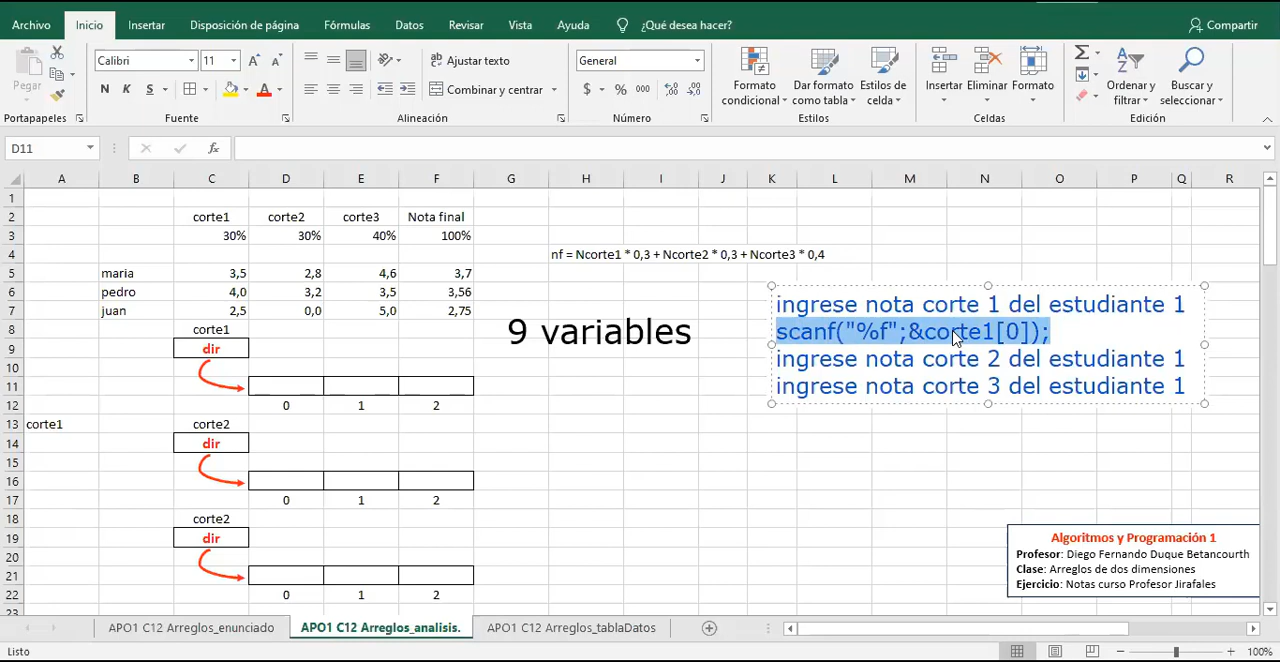 Archivo Inicio Insertar Disposición de página Fórmulas Datos Revisar Vista Ayuda ¿Qué desea hacer? Compartir
Pegar
Calibri 11
N K S
Ajustar texto
Combinar y centrar
General
$ % 000
Formato condicional
Dar formato como tabla
Estilos de celda
Insertar Eliminar Formato
Ordenar y filtrar
Buscar y seleccionar
Portapapeles Fuente Alineación Número Estilos Celdas Edición
D11 fx
A B C D E F G H I J K L M N O P Q R
1
2 corte1 corte2 corte3 Nota final
3 30% 30% 40% 100%
4 nf = Ncorte1 * 0,3 + Ncorte2 * 0,3 + Ncorte3 * 0,4
5 maria 3,5 2,8 4,6 3,7
6 pedro 4,0 3,2 3,5 3,56
7 juan 2,5 0,0 5,0 2,75
8 corte1
9 dir
10
11
12 0 1 2
13 corte1 corte2
14 dir
15
16
17 0 1 2
18 corte2
19 dir
20
21
22 0 1 2
23
9 variables
ingrese nota corte 1 del estudiante 1
scanf("%f";&corte1[0]);
ingrese nota corte 2 del estudiante 1
ingrese nota corte 3 del estudiante 1
Algoritmos y Programación 1
Profesor: Diego Fernando Duque Betancourth
Clase: Arreglos de dos dimensiones
Ejercicio: Notas curso Profesor Jirafales
APO1 C12 Arreglos_enunciado APO1 C12 Arreglos_analisis. APO1 C12 Arreglos_tablaDatos
Listo 100%